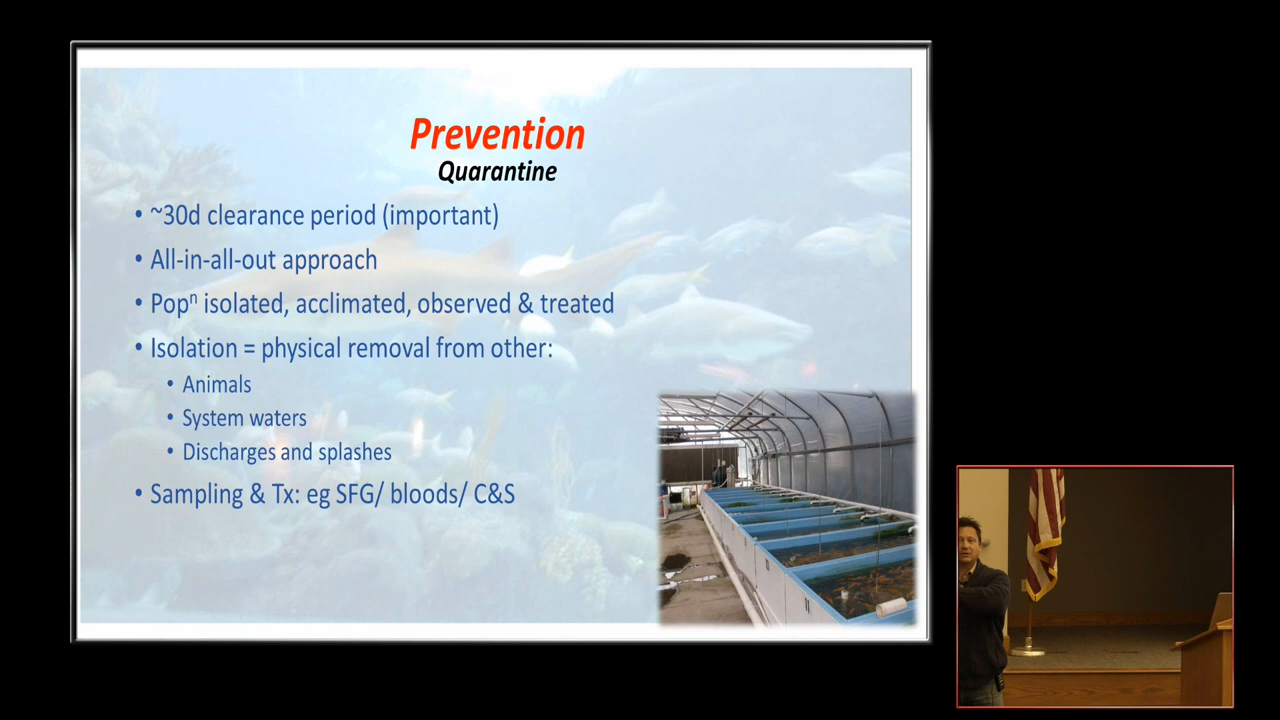 Prevention
Quarantine
• ~30d clearance period (important)
• All-in-all-out approach
• Popⁿ isolated, acclimated, observed & treated
• Isolation = physical removal from other:
• Animals
• System waters
• Discharges and splashes
• Sampling & Tx: eg SFG/ bloods/ C&S